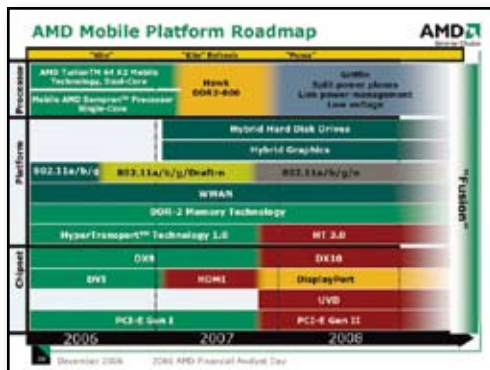 AMD Mobile Platform Roadmap
AMD
"Kite"
"Kite" Refresh
"Puma"
Processor
AMD Turion™ 64 X2 Mobile
Technology, Dual-Core
Mobile AMD Sempron™ Processor
Single-Core
Hawk
DDR2-800
Griffin
Split power planes
Link power management
Low voltage
Platform
Hybrid Hard Disk Drives
Hybrid Graphics
802.11a/b/g
802.11a/b/g/Draft-n
802.11a/b/g/n
WWAN
DDR-2 Memory Technology
HyperTransport™ Technology 1.0
HT 3.0
"Fusion"
Chipset
DX9
DX10
DVI
HDMI
DisplayPort
UVD
PCI-E Gen I
PCI-E Gen II
2006
2007
2008
December 2006
2006 AMD Financial Analyst Day